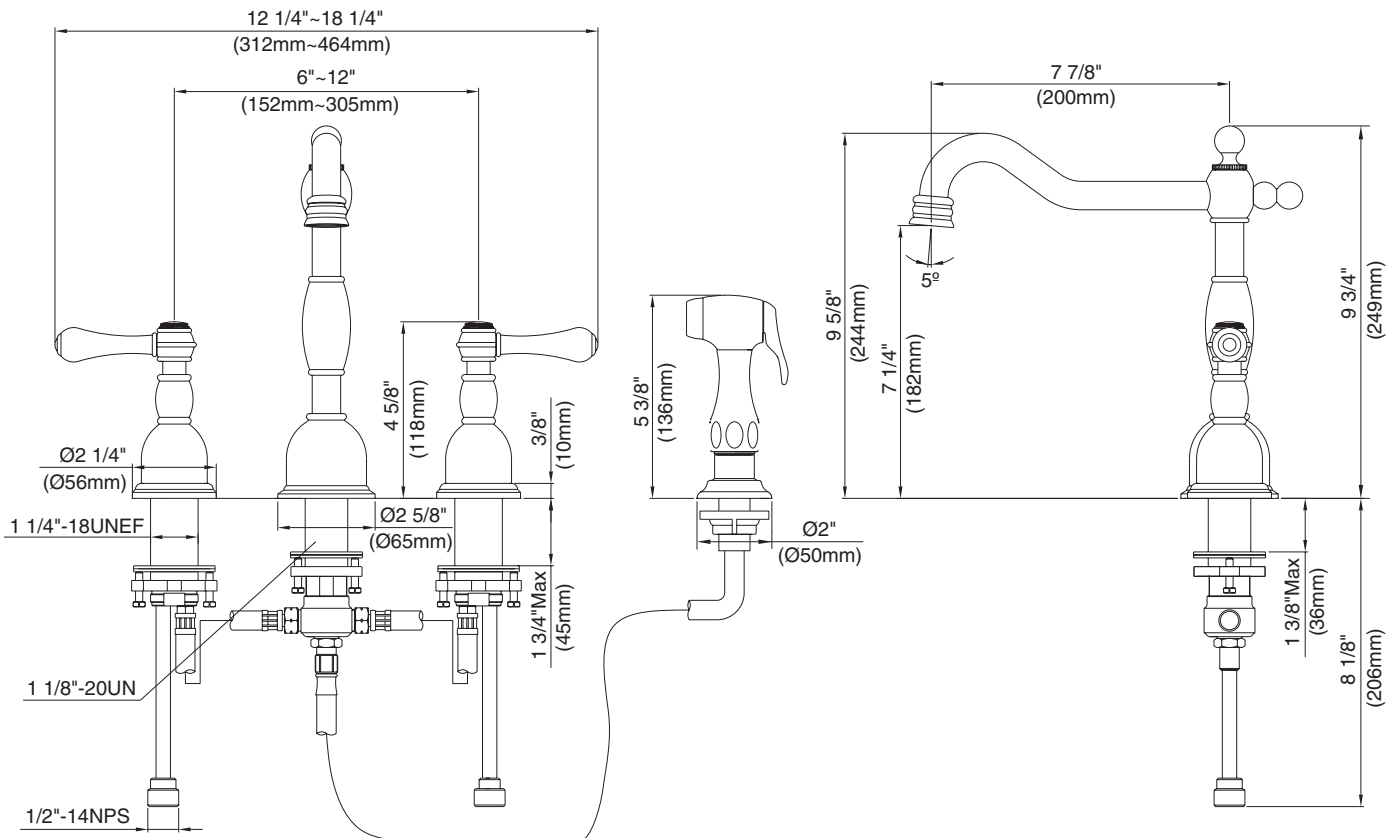 12 1/4"~18 1/4"
(312mm~464mm)
6"~12"
(152mm~305mm)
7 7/8"
(200mm)
5º
9 5/8"
(244mm)
7 1/4"
(182mm)
9 3/4"
(249mm)
4 5/8"
(118mm)
3/8"
(10mm)
5 3/8"
(136mm)
Ø2 1/4"
(Ø56mm)
1 1/4"-18UNEF
Ø2 5/8"
(Ø65mm)
Ø2"
(Ø50mm)
1 3/4"Max
(45mm)
1 3/8"Max
(36mm)
8 1/8"
(206mm)
1 1/8"-20UN
1/2"-14NPS